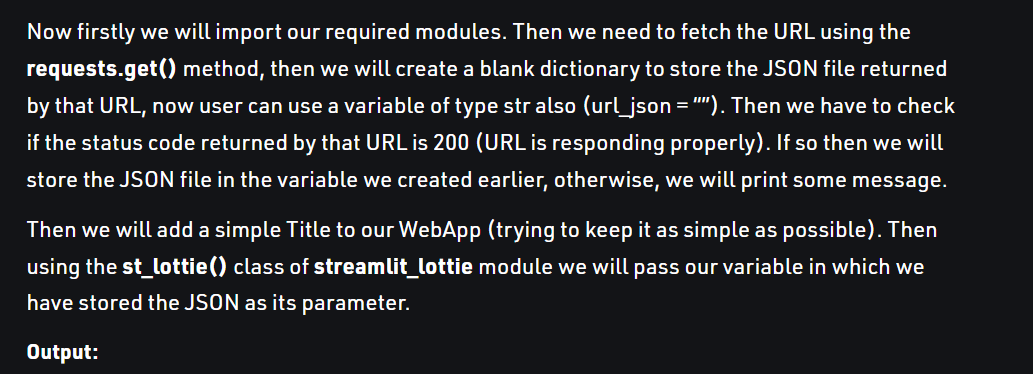 Now firstly we will import our required modules. Then we need to fetch the URL using the
requests.get() method, then we will create a blank dictionary to store the JSON file returned
by that URL, now user can use a variable of type str also (url_json = “”). Then we have to check
if the status code returned by that URL is 200 (URL is responding properly). If so then we will
store the JSON file in the variable we created earlier, otherwise, we will print some message.
Then we will add a simple Title to our WebApp (trying to keep it as simple as possible). Then
using the st_lottie() class of streamlit_lottie module we will pass our variable in which we
have stored the JSON as its parameter.
Output: